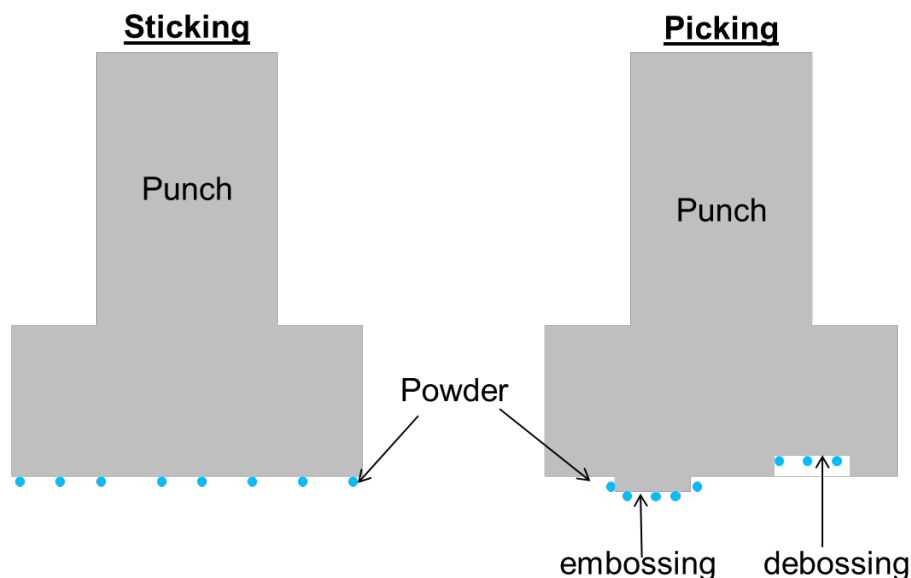 Sticking
Picking
Punch
Punch
Powder
embossing
debossing